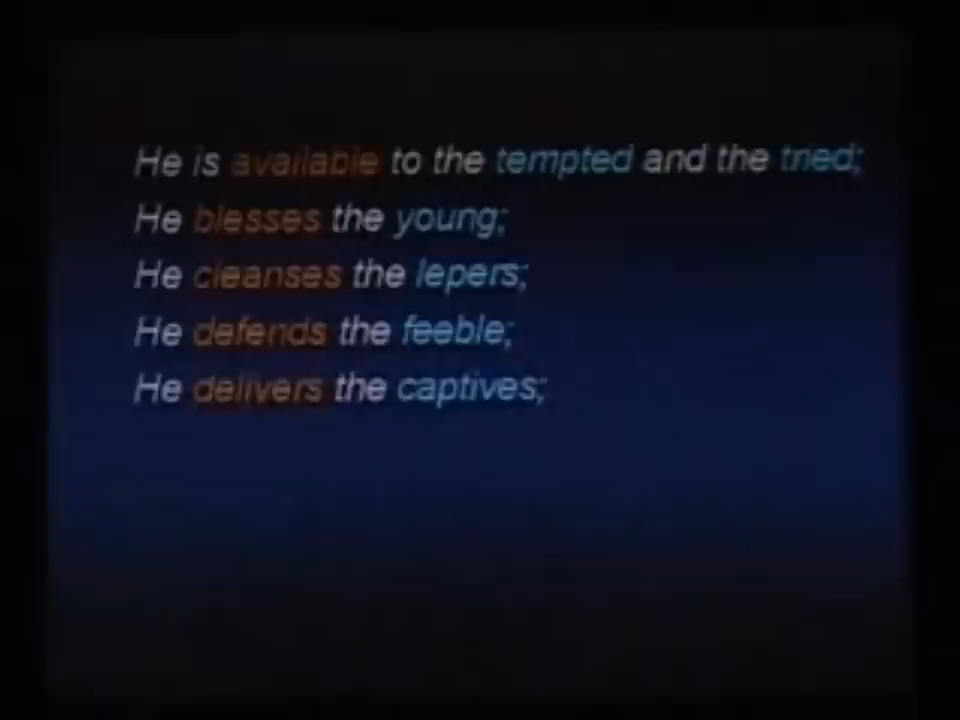 He is available to the tempted and the tried;
He blesses the young;
He cleanses the lepers;
He defends the feeble;
He delivers the captives;